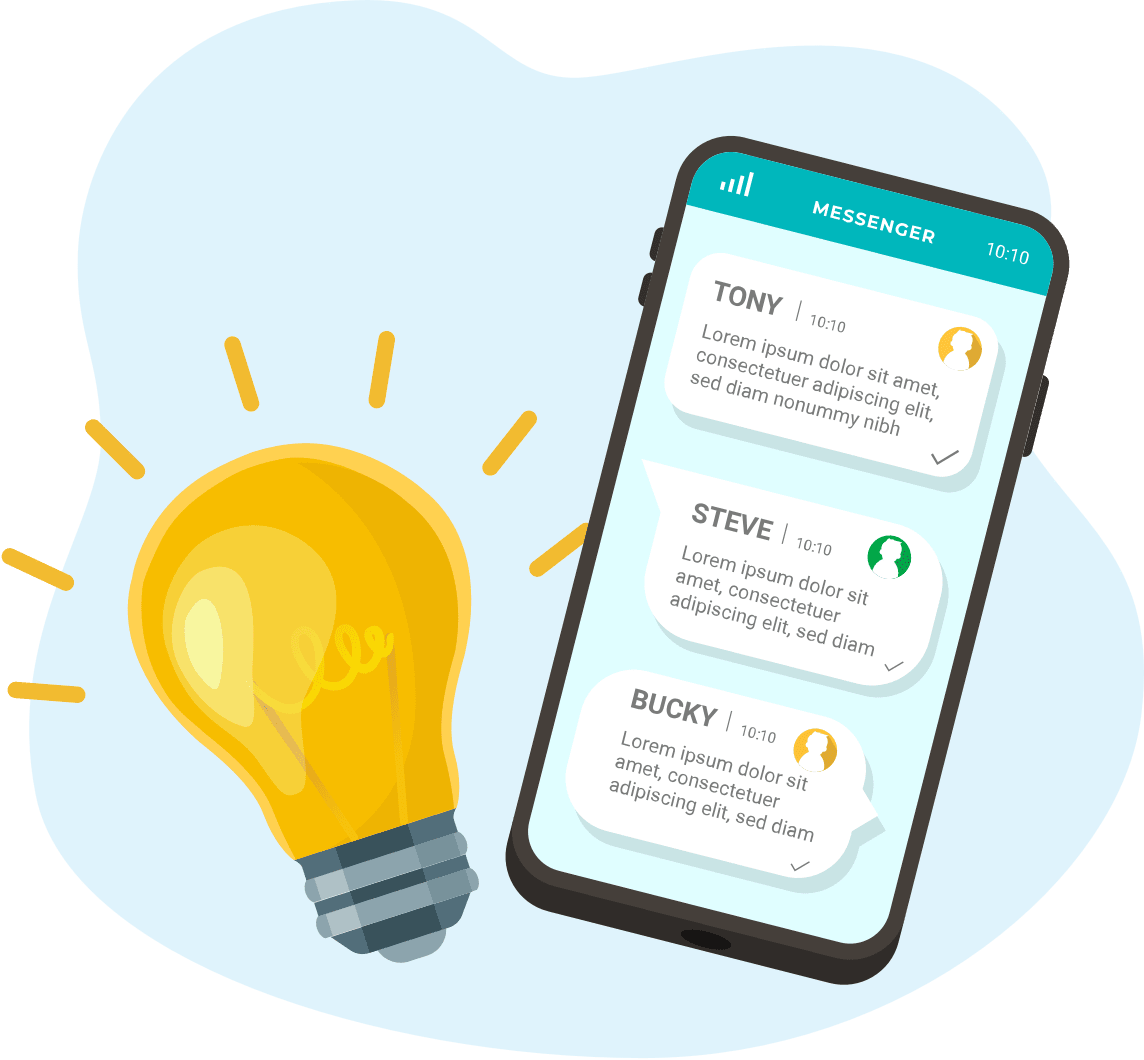 MESSENGER
10:10
TONY | 10:10
Lorem ipsum dolor sit amet,
consectetuer adipiscing elit,
sed diam nonummy nibh
STEVE | 10:10
Lorem ipsum dolor sit
amet, consectetuer
adipiscing elit, sed diam
BUCKY | 10:10
Lorem ipsum dolor sit
amet, consectetuer
adipiscing elit, sed diam